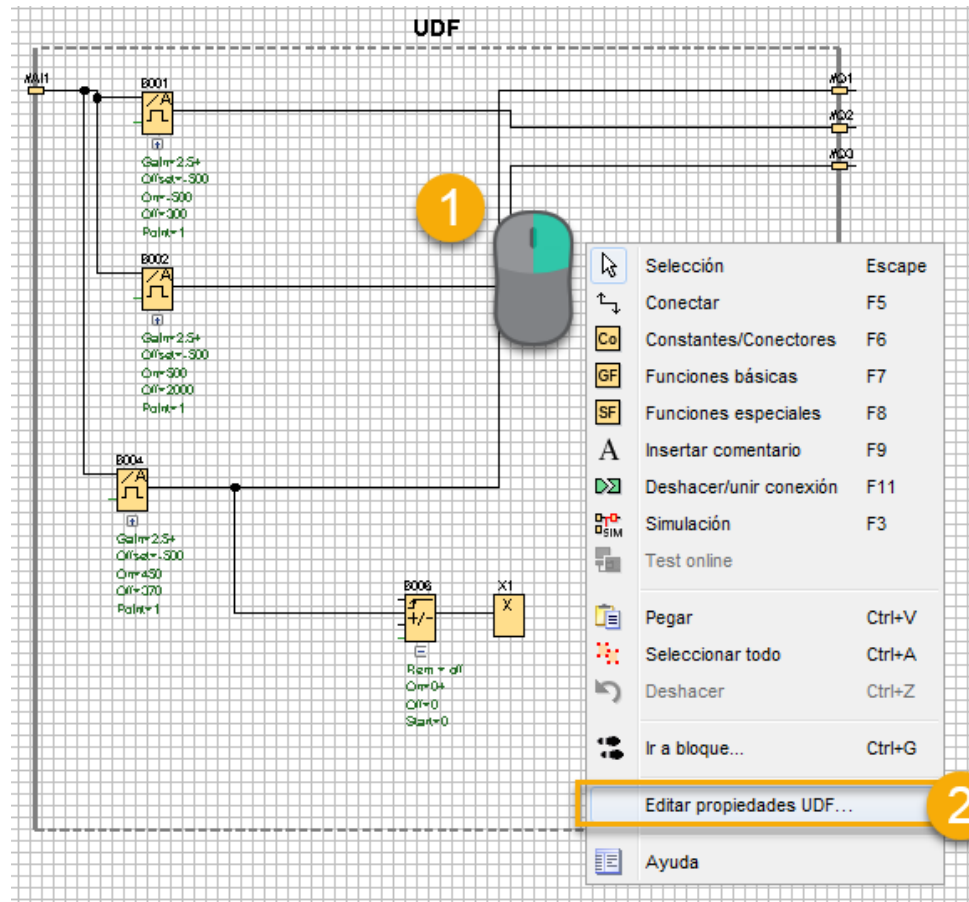 UDF
B001
Gain=2.5+
Offset=-500
On=-500
Off=300
Point=1
B002
Gain=2.5+
Offset=-500
On=500
Off=2000
Point=1
B004
Gain=2.5+
Offset=-500
On=450
Off=370
Point=1
B006
+/-
Rem = off
On=0+
Off=0
Start=0
X1
X
1
Selección Escape
Conectar F5
Co Constantes/Conectores F6
GF Funciones básicas F7
SF Funciones especiales F8
A Insertar comentario F9
Deshacer/unir conexión F11
SIM Simulación F3
Test online
Pegar Ctrl+V
Seleccionar todo Ctrl+A
Deshacer Ctrl+Z
Ir a bloque... Ctrl+G
Editar propiedades UDF... 2
Ayuda